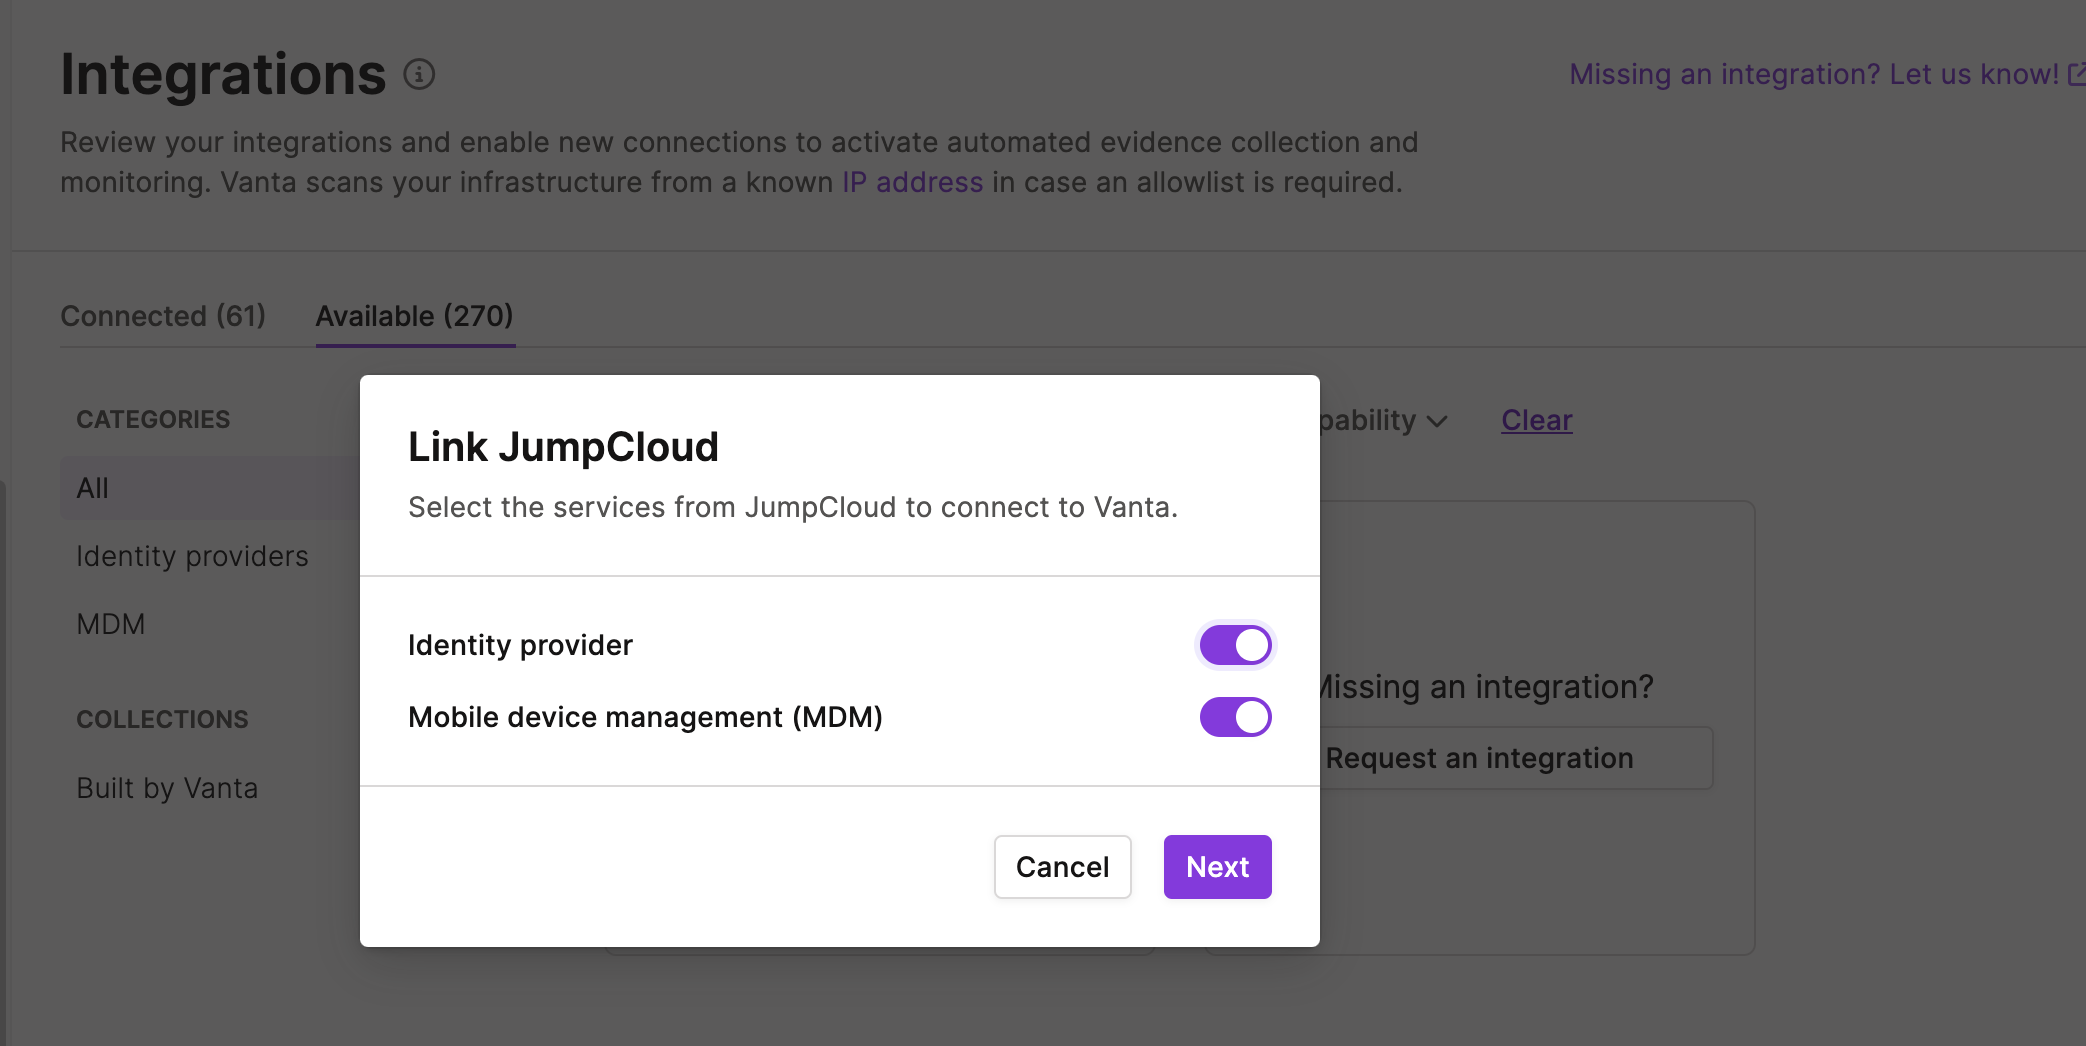 Integrations
Missing an integration? Let us know!
Review your integrations and enable new connections to activate automated evidence collection and
monitoring. Vanta scans your infrastructure from a known IP address in case an allowlist is required.
Connected (61)
Available (270)
CATEGORIES
All
Identity providers
MDM
COLLECTIONS
Built by Vanta
pability
Clear
Link JumpCloud
Select the services from JumpCloud to connect to Vanta.
Identity provider
Mobile device management (MDM)
Cancel
Next
Missing an integration?
Request an integration